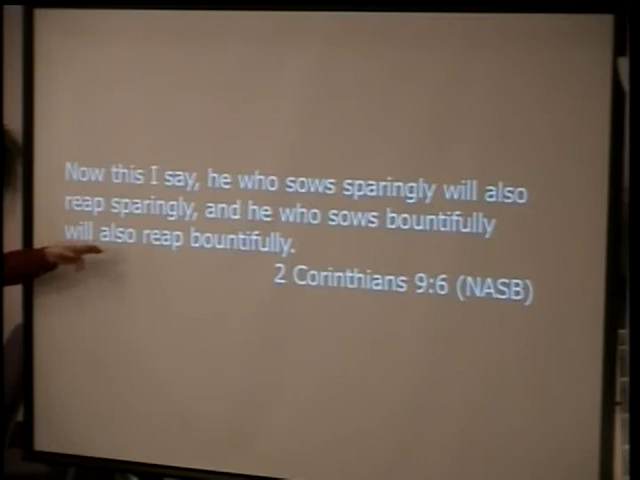 Now this I say, he who sows sparingly will also
reap sparingly, and he who sows bountifully
will also reap bountifully.
2 Corinthians 9:6 (NASB)